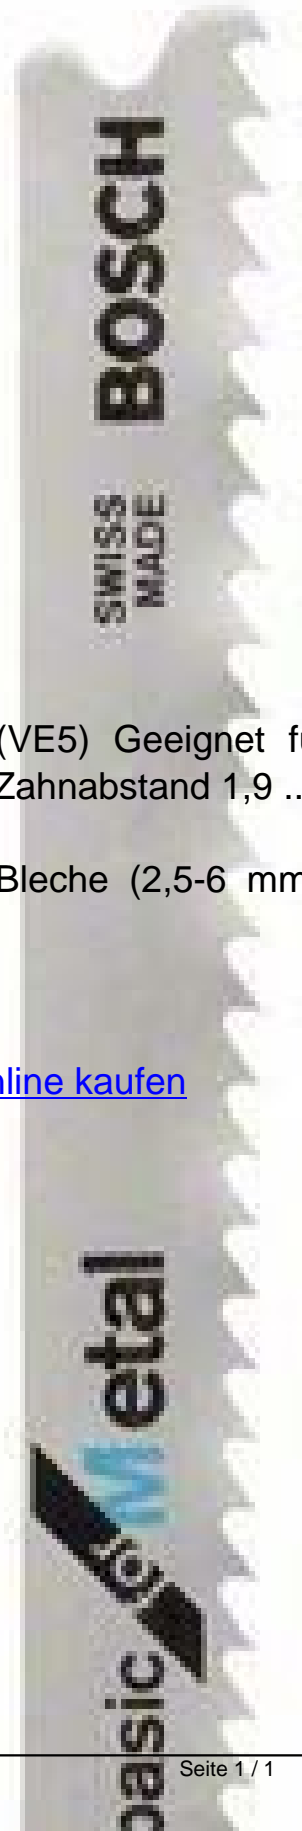 BOSCH
SWISS
MADE
(VE5) Geeignet
Zahnabstand 1,9 ..
Bleche (2,5-6 mm
kaufen
basic Metal
Seite 1 / 1